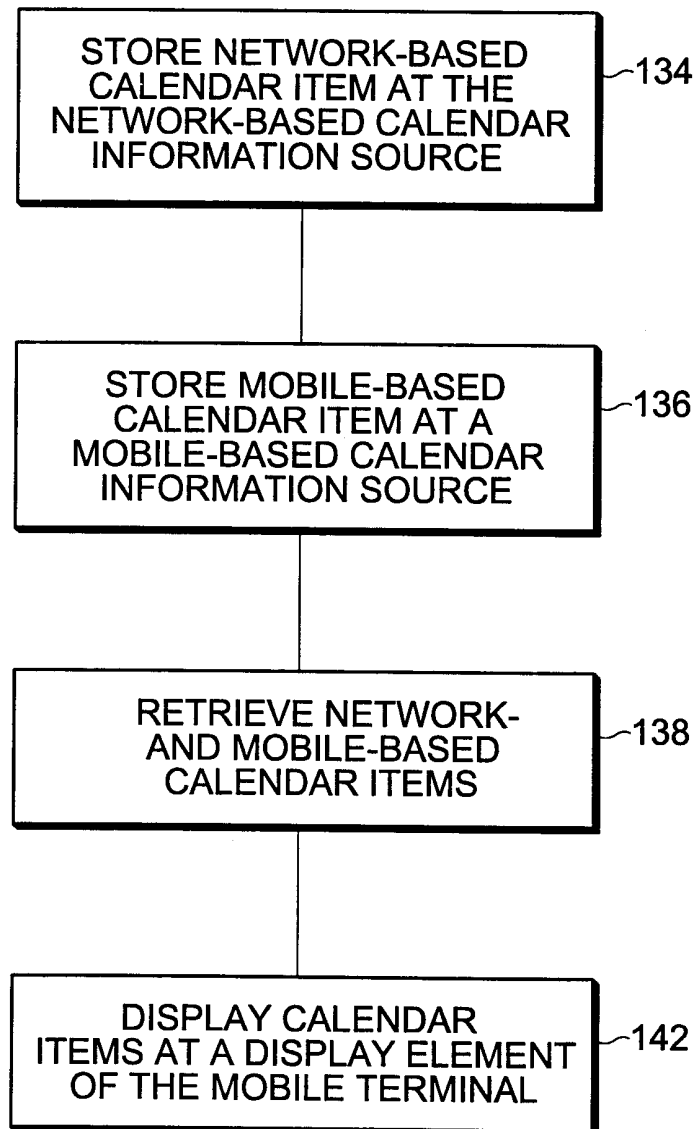 STORE NETWORK-BASED
CALENDAR ITEM AT THE
NETWORK-BASED CALENDAR
INFORMATION SOURCE
134
STORE MOBILE-BASED
CALENDAR ITEM AT A
MOBILE-BASED CALENDAR
INFORMATION SOURCE
136
RETRIEVE NETWORK-
AND MOBILE-BASED
CALENDAR ITEMS
138
DISPLAY CALENDAR
ITEMS AT A DISPLAY ELEMENT
OF THE MOBILE TERMINAL
142